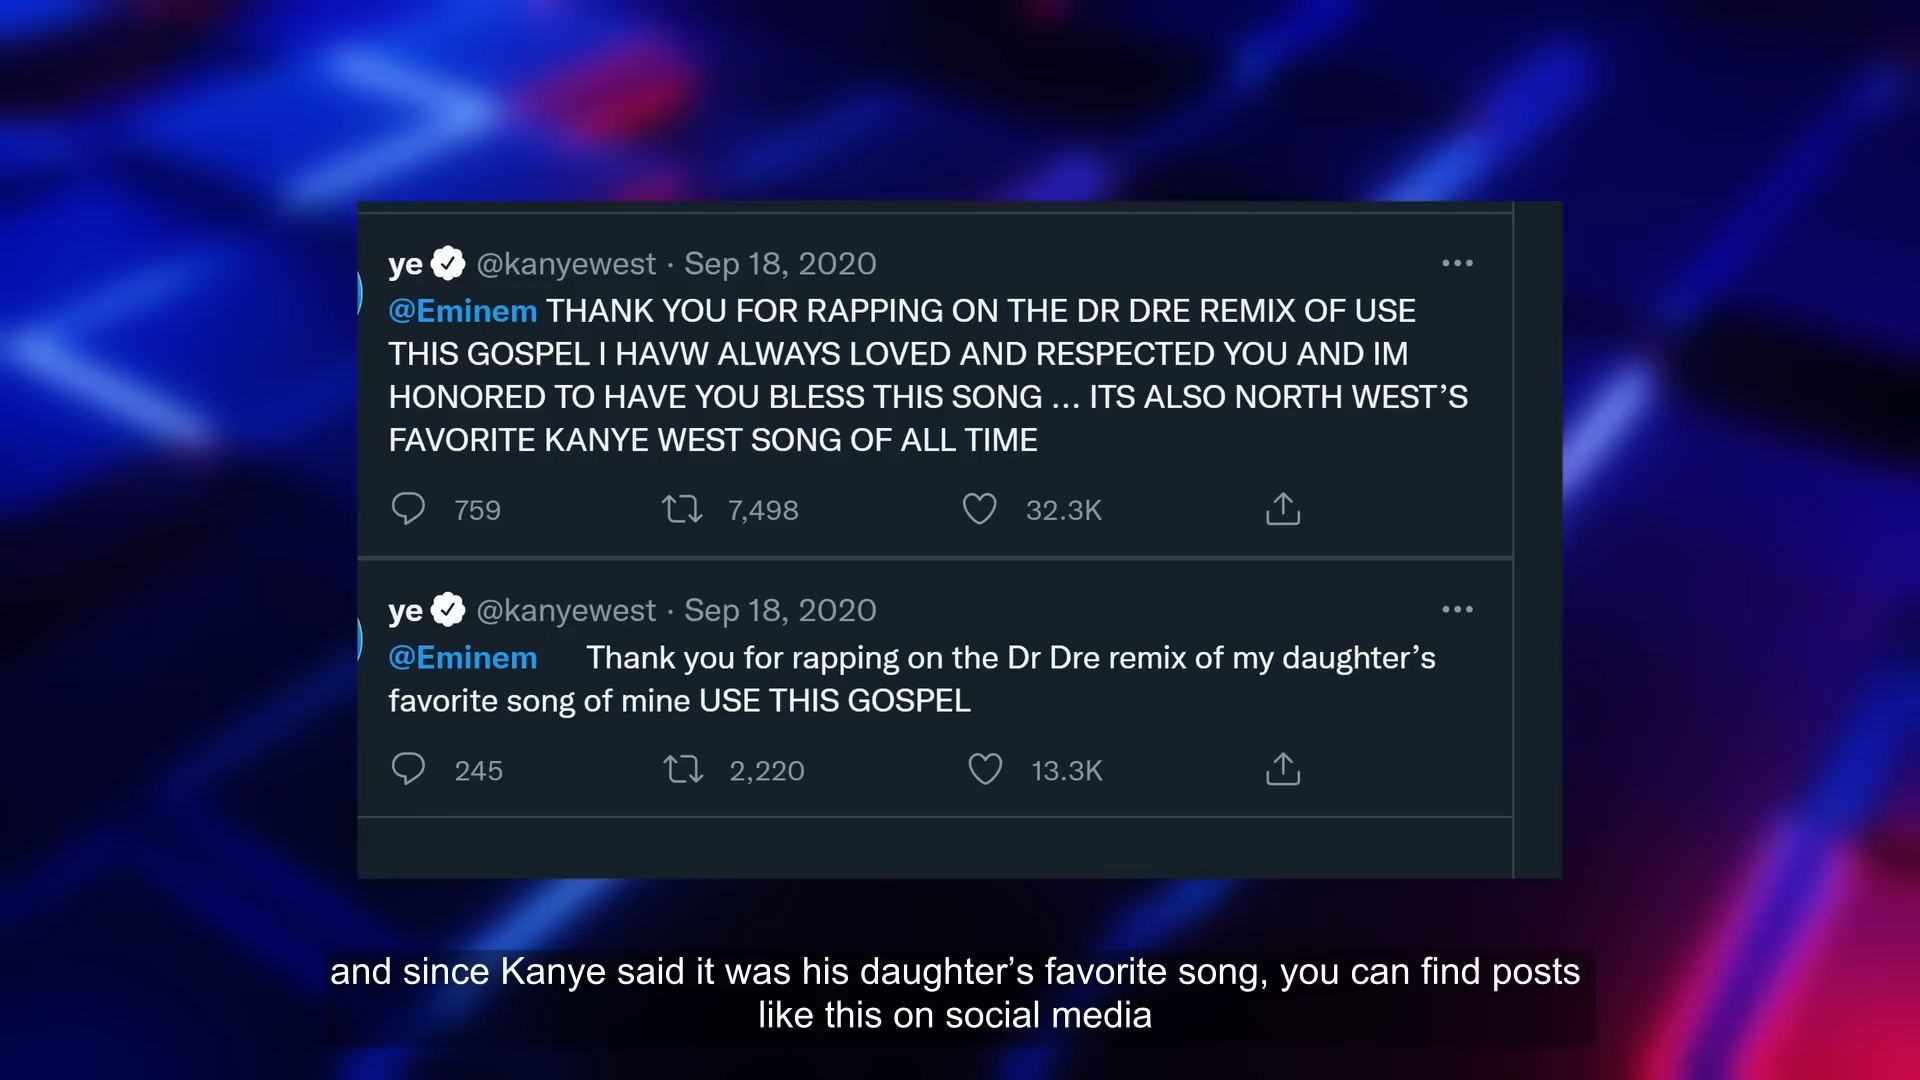 ye @kanyewest · Sep 18, 2020
@Eminem THANK YOU FOR RAPPING ON THE DR DRE REMIX OF USE
THIS GOSPEL I HAVW ALWAYS LOVED AND RESPECTED YOU AND IM
HONORED TO HAVE YOU BLESS THIS SONG ... ITS ALSO NORTH WEST’S
FAVORITE KANYE WEST SONG OF ALL TIME
759 7,498 32.3K
ye @kanyewest · Sep 18, 2020
@Eminem Thank you for rapping on the Dr Dre remix of my daughter’s
favorite song of mine USE THIS GOSPEL
245 2,220 13.3K
and since Kanye said it was his daughter’s favorite song, you can find posts
like this on social media